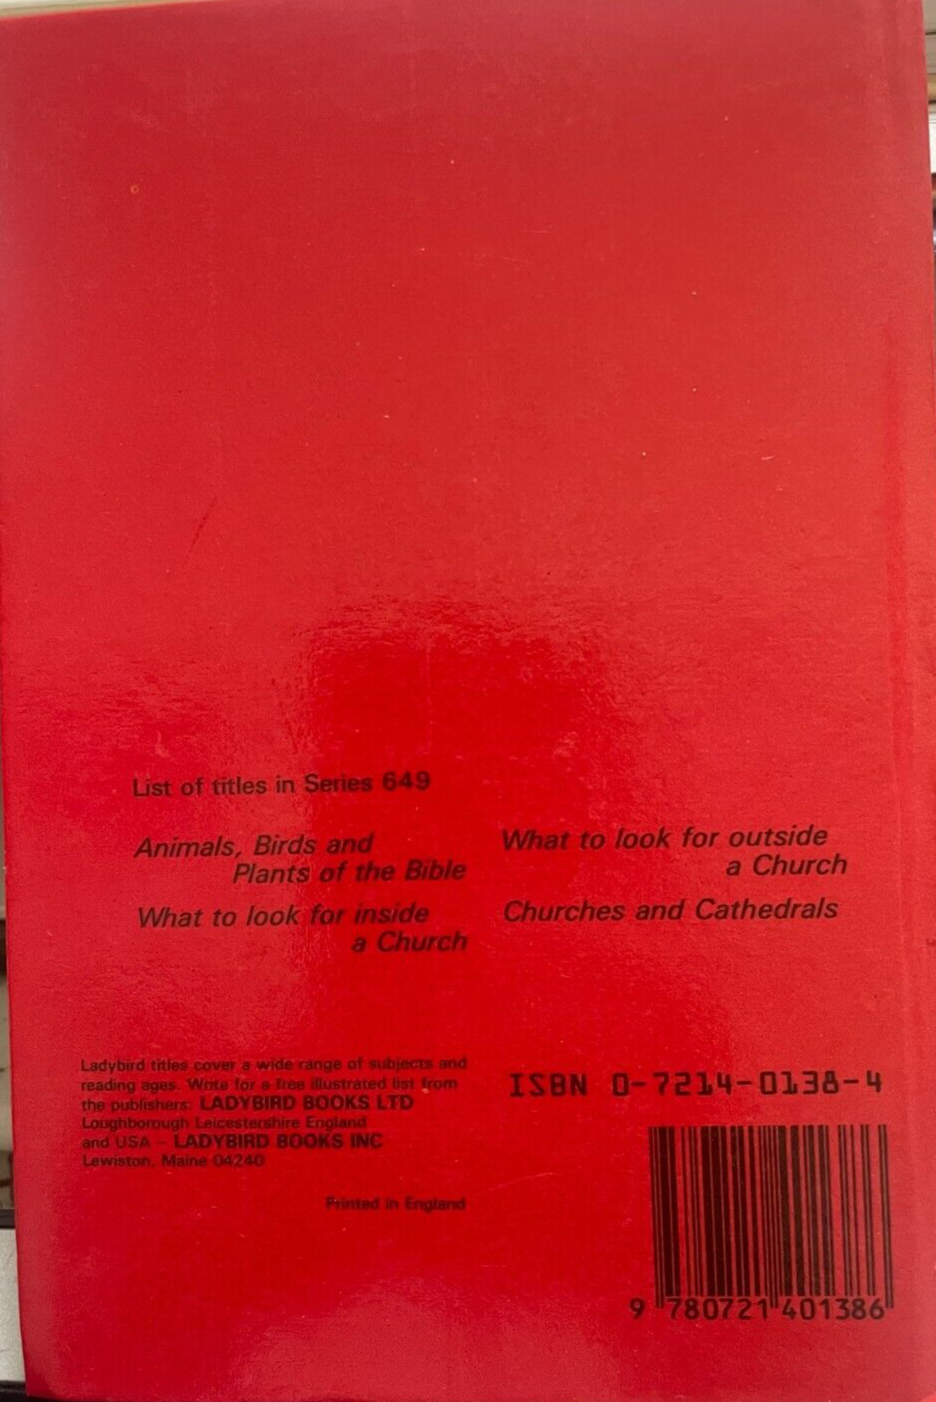 List of titles in Series 649
Animals, Birds and
Plants of the Bible
What to look for inside
a Church
What to look for outside
a Church
Churches and Cathedrals
Ladybird titles cover a wide range of subjects and
reading ages. Write for a free illustrated list from
the publishers: LADYBIRD BOOKS LTD
Loughborough Leicestershire England
and USA – LADYBIRD BOOKS INC
Lewiston, Maine 04240
Printed in England
ISBN 0-7214-0138-4
9 780721 401386